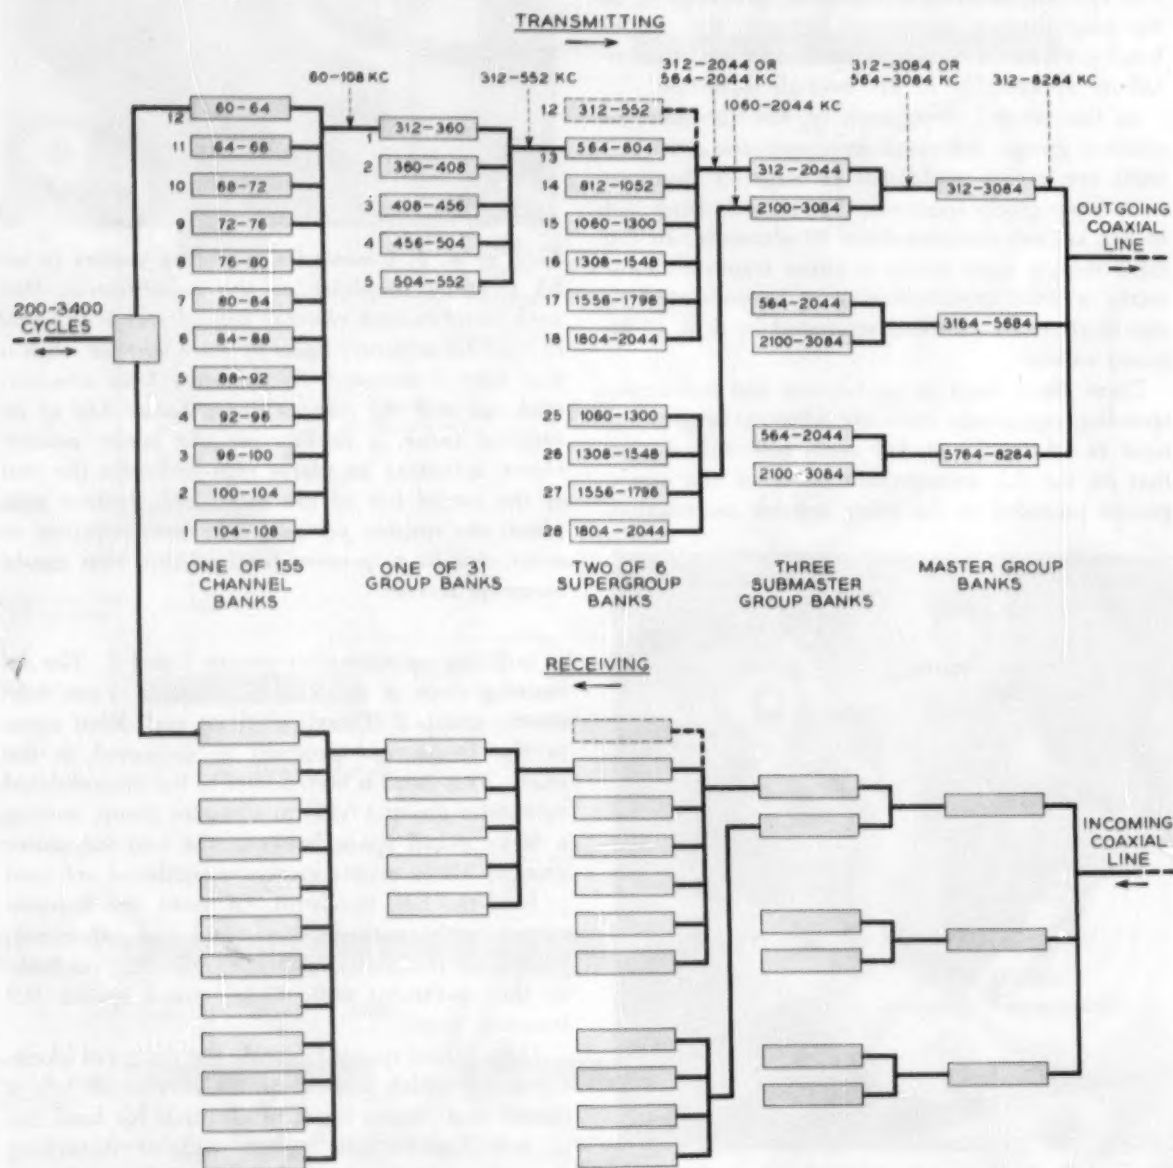 TRANSMITTING
60-108 KC
312-552 KC
312-2044 OR
564-2044 KC
1060-2044 KC
312-3084 OR
564-3084 KC
312-8284 KC
200-3400
CYCLES
12 60-64
11 64-68
10 68-72
9 72-76
76-80
7 80-84
6 84-88
5 88-92
4 92-96
3 96-100
2 100-104
1 104-108
ONE OF 155
CHANNEL
BANKS
1 312-360
2 360-408
3 408-456
4 456-504
5 504-552
ONE OF 31
GROUP BANKS
12 312-552
13 564-804
14 812-1052
15 1060-1300
16 1308-1548
17 1556-1796
18 1804-2044
25 1060-1300
26 1308-1548
27 1556-1796
28 1804-2044
TWO OF 6
SUPERGROUP
BANKS
312-2044
2100-3084
564-2044
2100-3084
564-2044
2100-3084
THREE
SUBMASTER
GROUP BANKS
312-3084
3164-5684
5764-8284
MASTER GROUP
BANKS
OUTGOING
COAXIAL
LINE
RECEIVING
INCOMING
COAXIAL
LINE